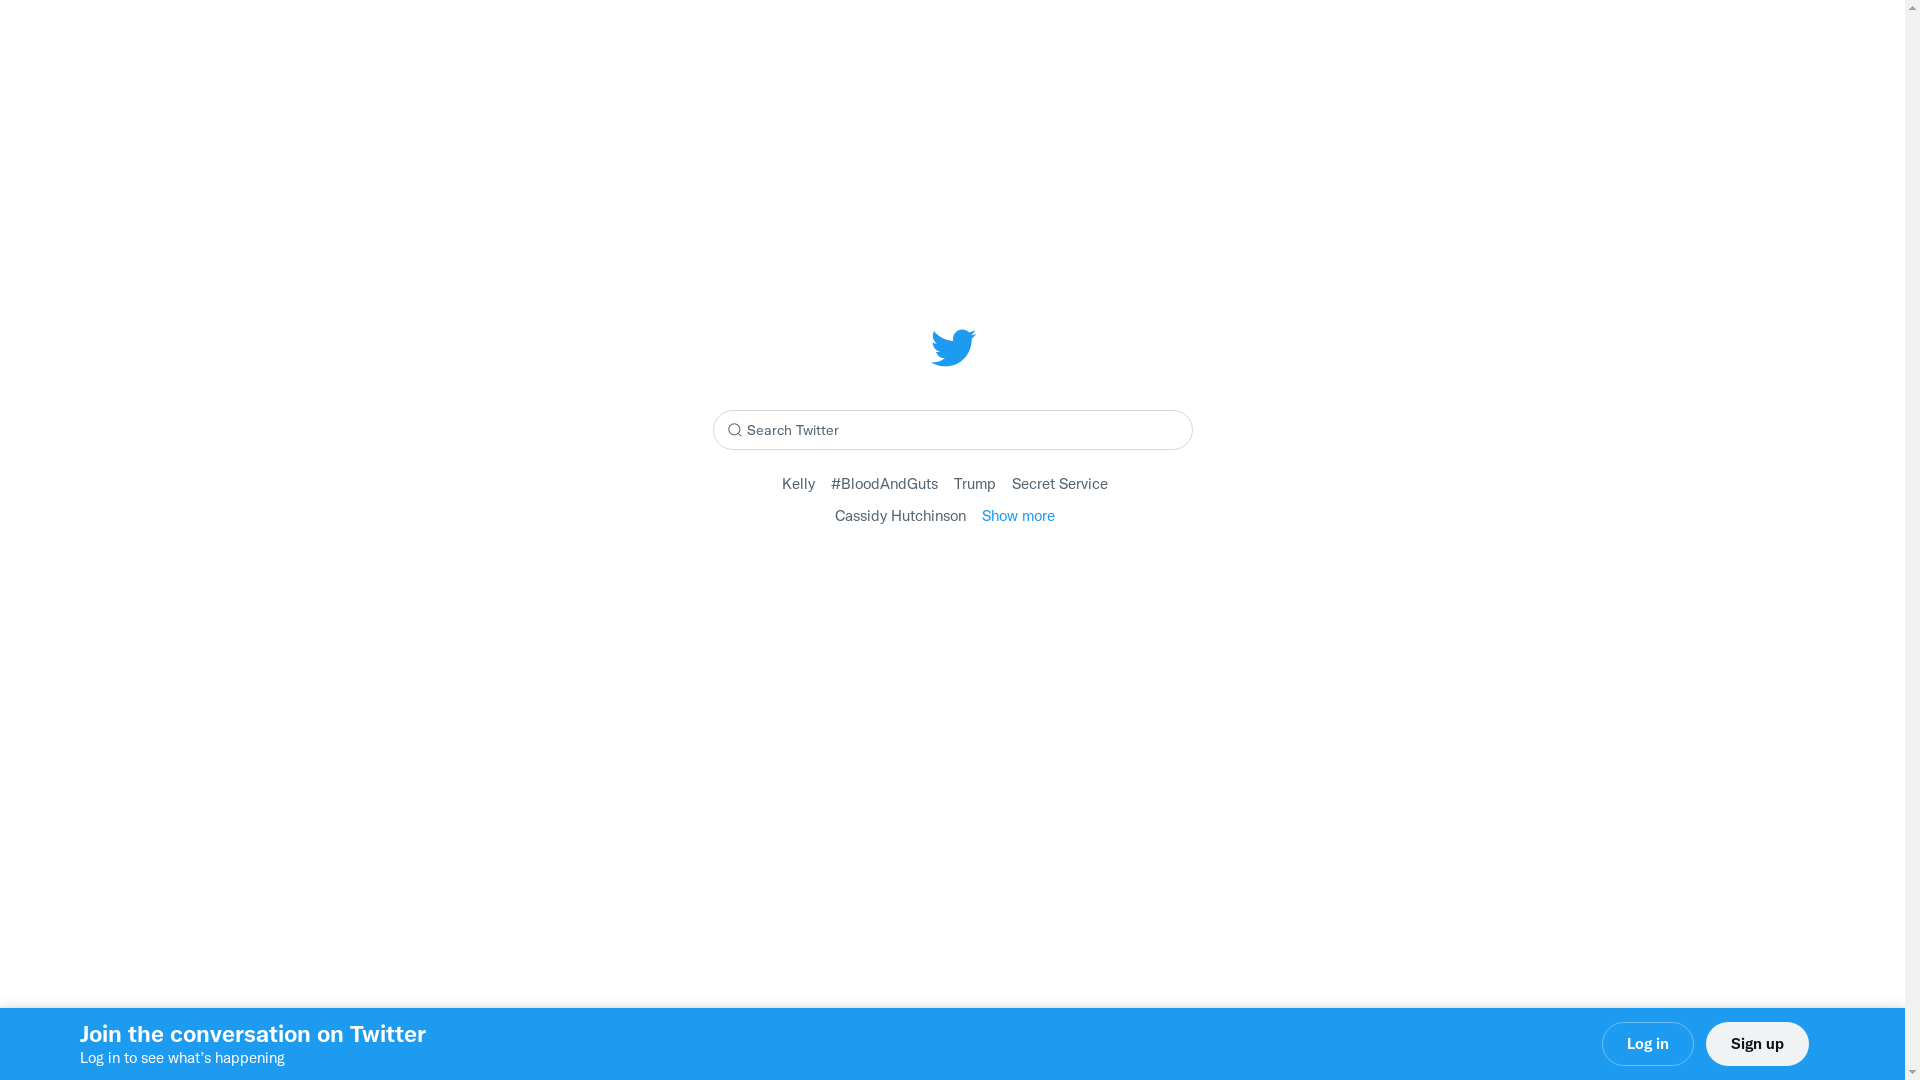 Search Twitter
Kelly #BloodAndGuts Trump Secret Service
Cassidy Hutchinson Show more
Join the conversation on Twitter
Log in to see what’s happening
Log in Sign up